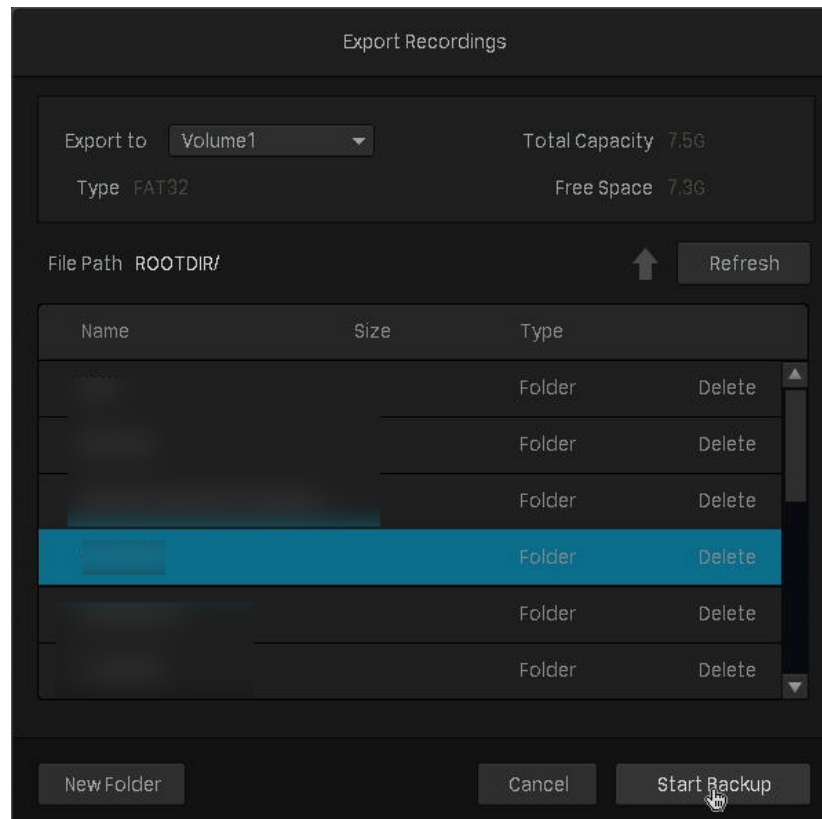 Export Recordings
Export to Volume1 Total Capacity 7.5G
Type FAT32 Free Space 7.3G
File Path ROOTDIR/ Refresh
Name Size Type
Folder Delete
Folder Delete
Folder Delete
Folder Delete
Folder Delete
Folder Delete
New Folder Cancel Start Backup